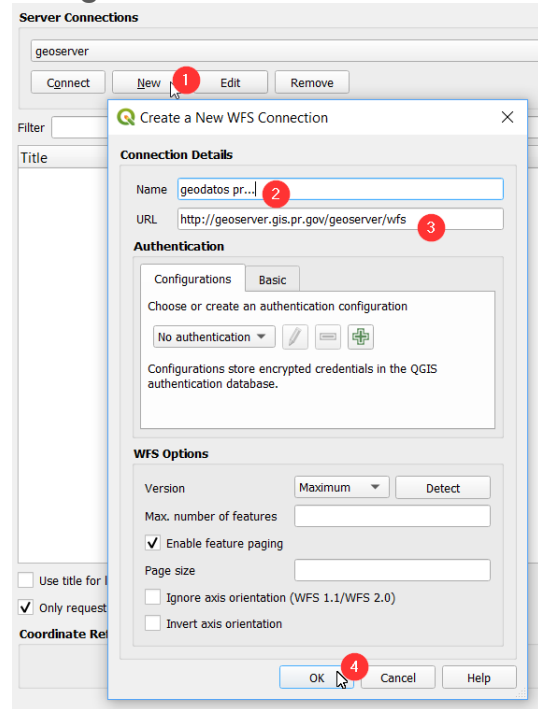 Server Connections
geoserver
Connect New 1 Edit Remove
Create a New WFS Connection
Filter
Title
Connection Details
Name geodatos pr... 2
URL http://geoserver.gis.pr.gov/geoserver/wfs 3
Authentication
Configurations Basic
Choose or create an authentication configuration
No authentication
Configurations store encrypted credentials in the QGIS
authentication database.
WFS Options
Version Maximum Detect
Max. number of features
Enable feature paging
Page size
Use title for
Ignore axis orientation (WFS 1.1/WFS 2.0)
Only request
Invert axis orientation
Coordinate
4
OK Cancel Help